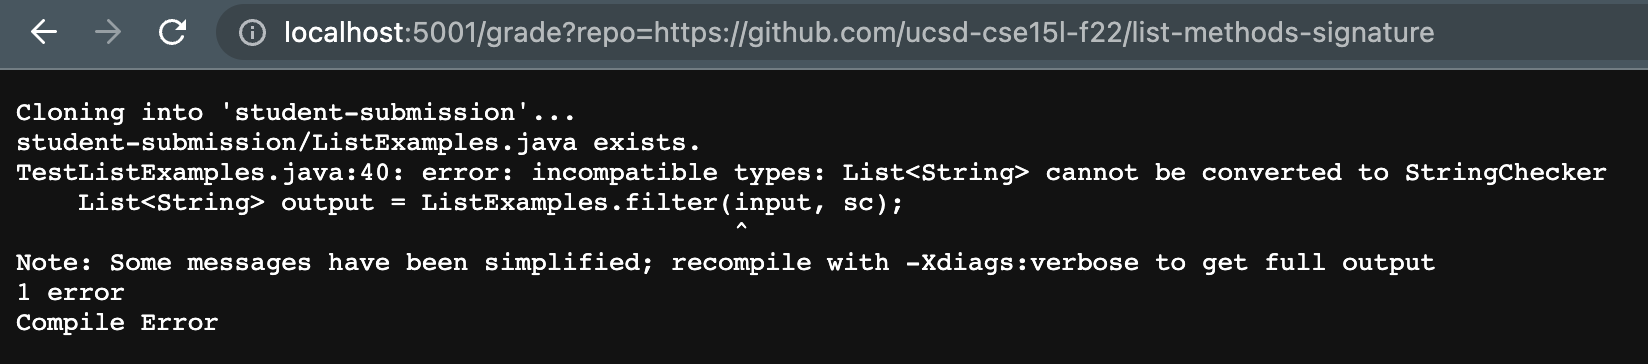 localhost:5001/grade?repo=https://github.com/ucsd-cse15l-f22/list-methods-signature
Cloning into 'student-submission'...
student-submission/ListExamples.java exists.
TestListExamples.java:40: error: incompatible types: List<String> cannot be converted to StringChecker
    List<String> output = ListExamples.filter(input, sc);
                                              ^
Note: Some messages have been simplified; recompile with -Xdiags:verbose to get full output
1 error
Compile Error